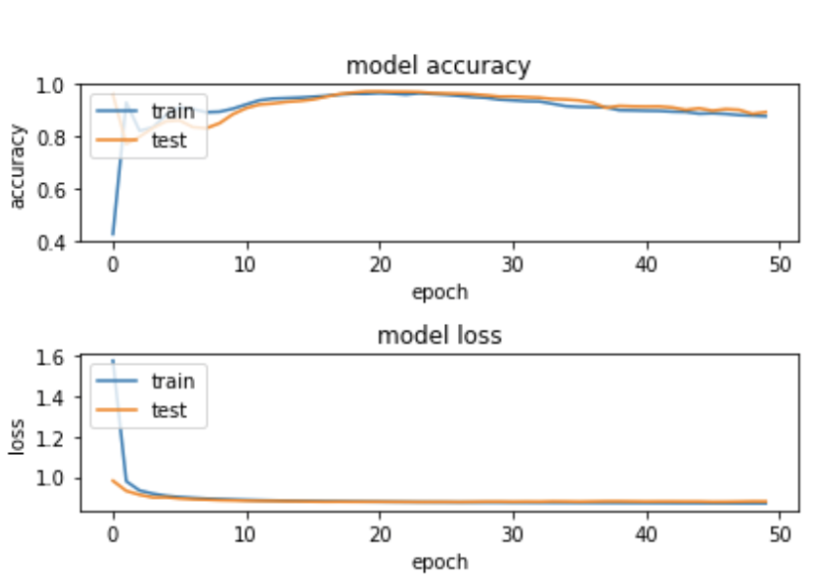 model accuracy
1.0
0.8
0.6
0.4
accuracy
train
test
0 10 20 30 40 50
epoch
model loss
1.6
1.4
1.2
1.0
loss
train
test
0 10 20 30 40 50
epoch